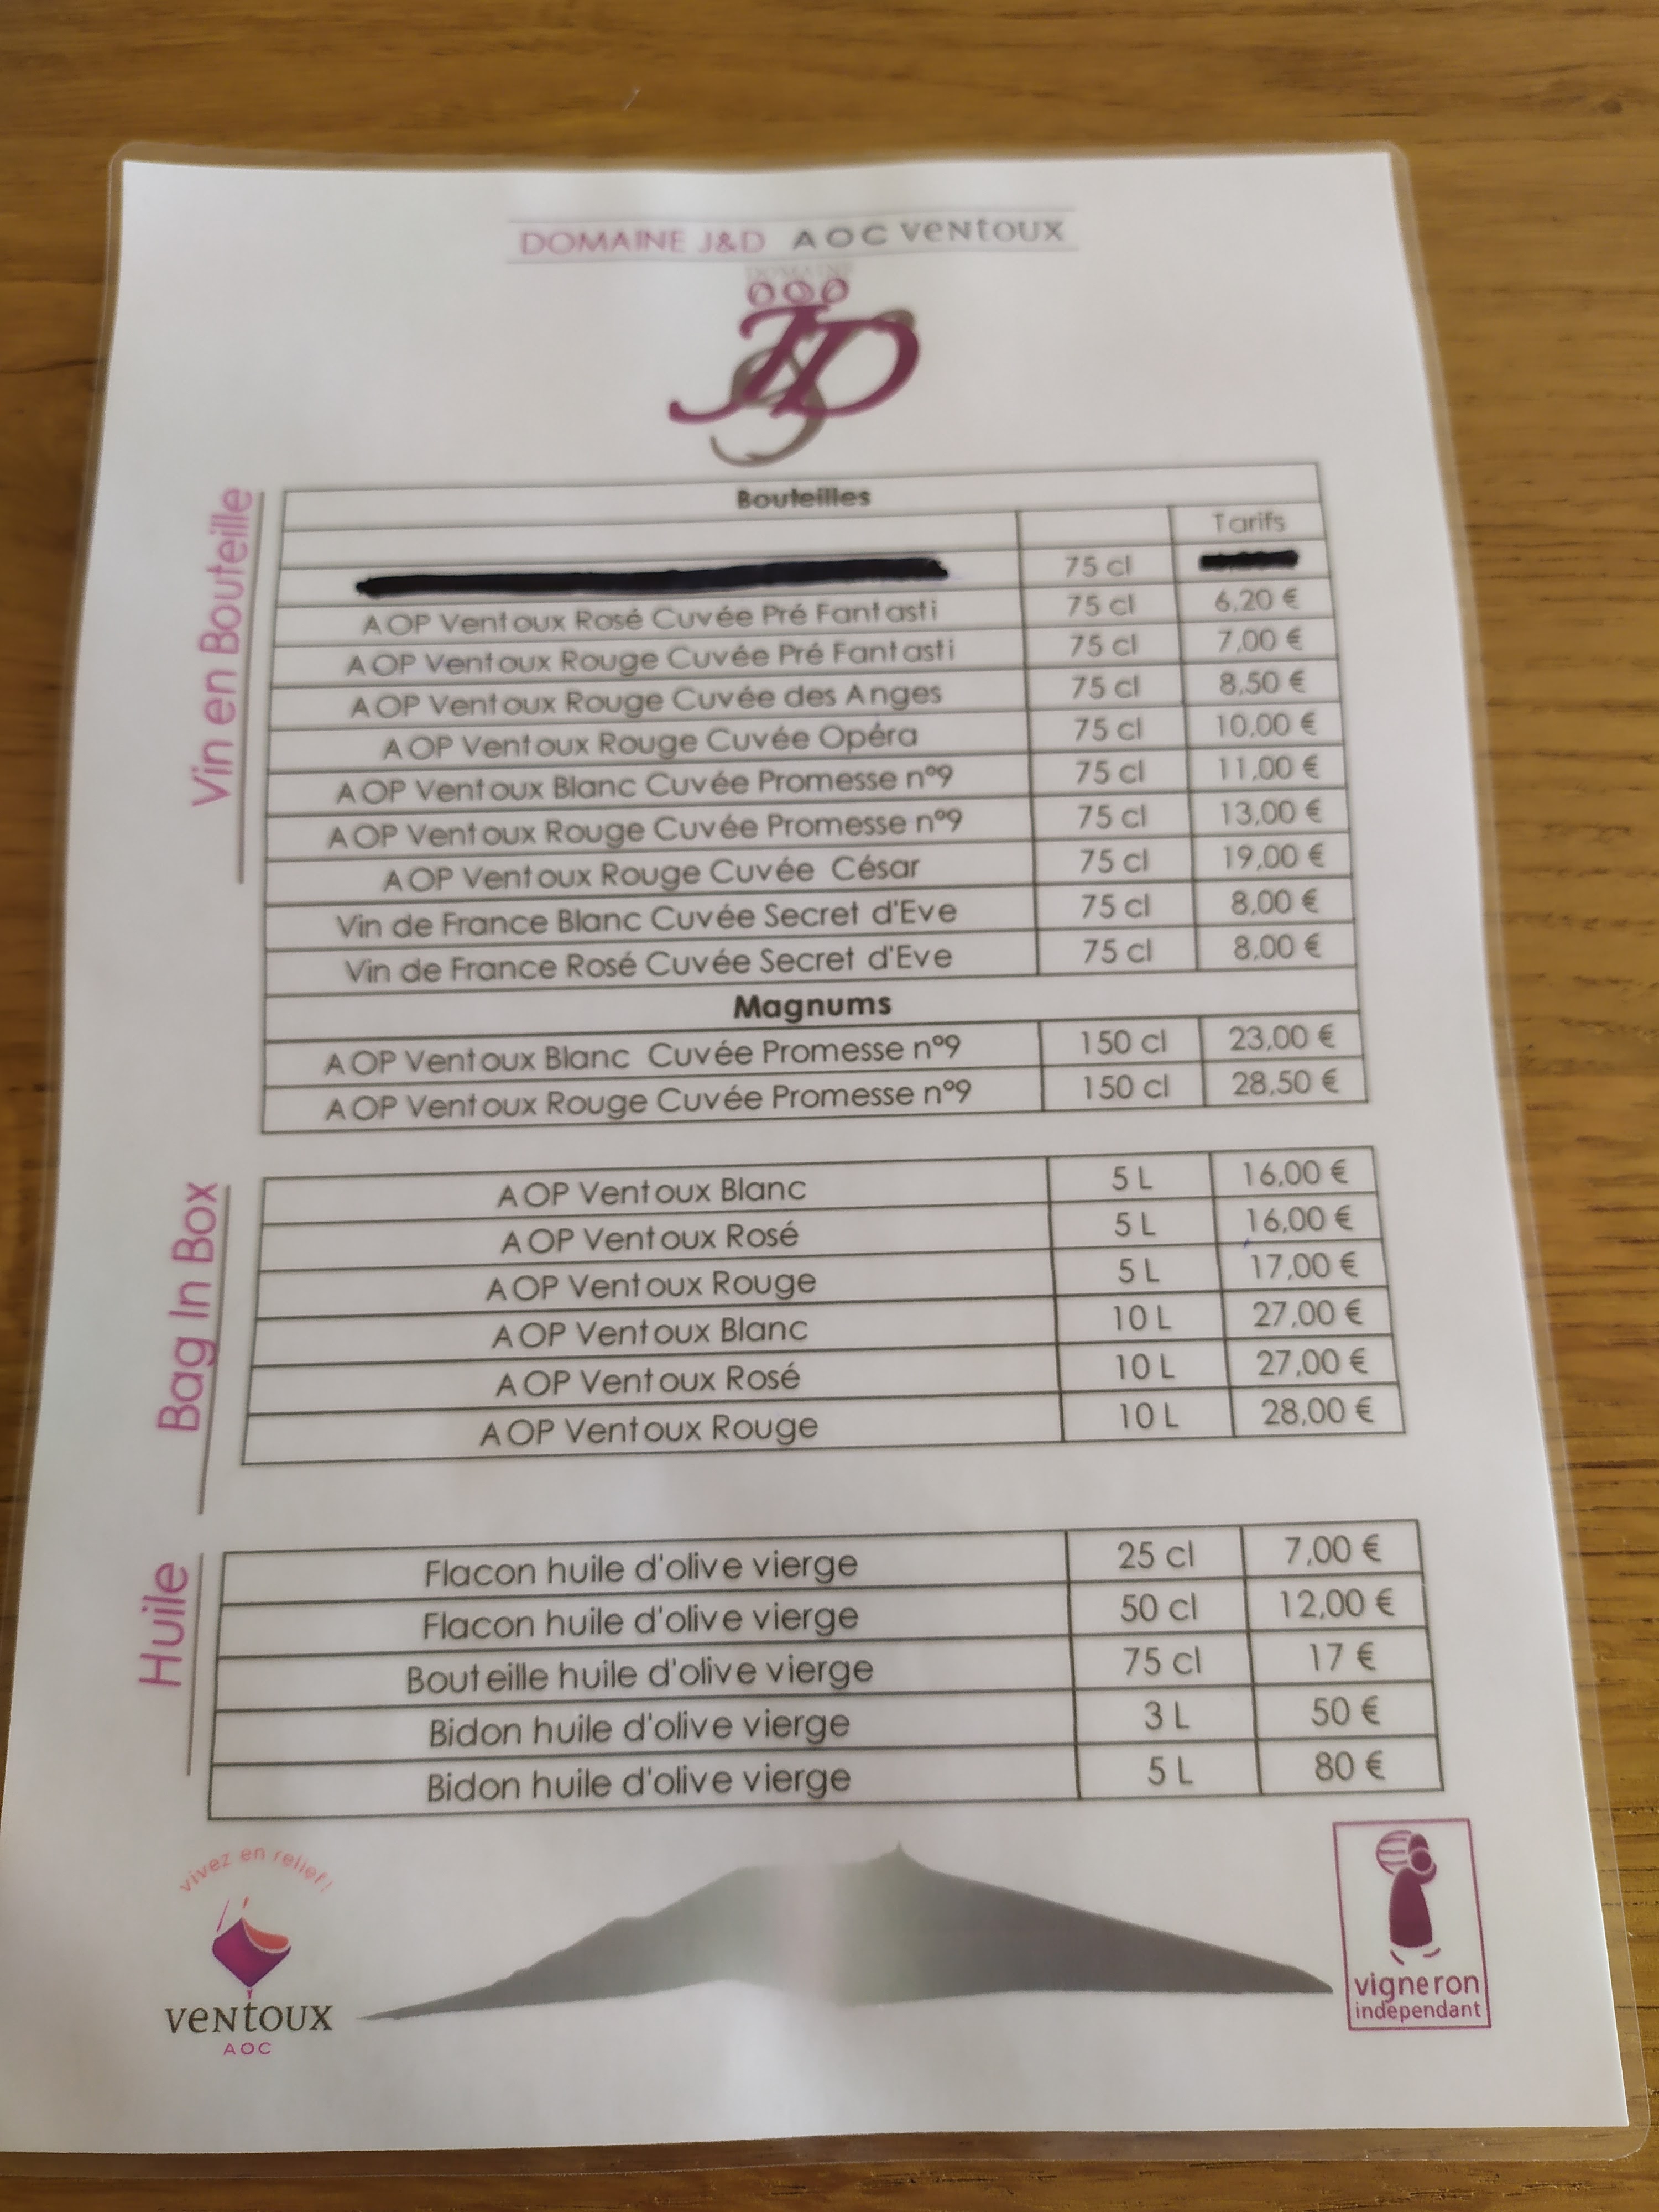 DOMAINE J&D AOC VENTOUX
DOMAINE
J&D
Vin en Bouteille
Bouteilles
Tarifs
75 cl
AOP Ventoux Rosé Cuvée Pré Fantasti 75 cl 6,20 €
AOP Ventoux Rouge Cuvée Pré Fantasti 75 cl 7,00 €
AOP Ventoux Rouge Cuvée des Anges 75 cl 8,50 €
AOP Ventoux Rouge Cuvée Opéra 75 cl 10,00 €
AOP Ventoux Blanc Cuvée Promesse n°9 75 cl 11,00 €
AOP Ventoux Rouge Cuvée Promesse n°9 75 cl 13,00 €
AOP Ventoux Rouge Cuvée César 75 cl 19,00 €
Vin de France Blanc Cuvée Secret d'Eve 75 cl 8,00 €
Vin de France Rosé Cuvée Secret d'Eve 75 cl 8,00 €
Magnums
AOP Ventoux Blanc Cuvée Promesse n°9 150 cl 23,00 €
AOP Ventoux Rouge Cuvée Promesse n°9 150 cl 28,50 €
Bag In Box
AOP Ventoux Blanc 5 L 16,00 €
AOP Ventoux Rosé 5 L 16,00 €
AOP Ventoux Rouge 5 L 17,00 €
AOP Ventoux Blanc 10 L 27,00 €
AOP Ventoux Rosé 10 L 27,00 €
AOP Ventoux Rouge 10 L 28,00 €
Huile
Flacon huile d'olive vierge 25 cl 7,00 €
Flacon huile d'olive vierge 50 cl 12,00 €
Bouteille huile d'olive vierge 75 cl 17 €
Bidon huile d'olive vierge 3 L 50 €
Bidon huile d'olive vierge 5 L 80 €
vivez en relief!
VENTOUX
AOC
vigneron
indépendant